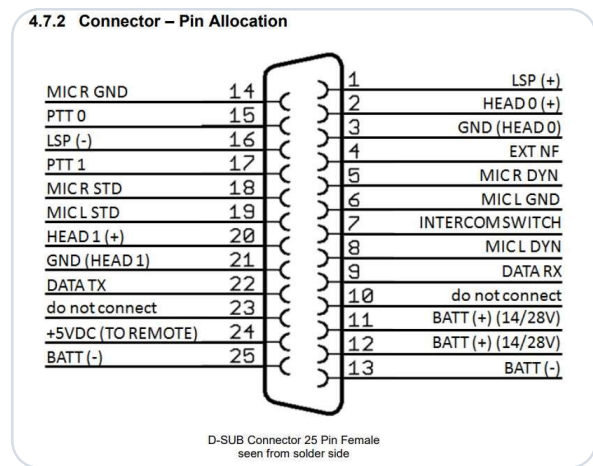 4.7.2 Connector – Pin Allocation
MIC R GND 14
PTT 0 15
LSP (-) 16
PTT 1 17
MIC R STD 18
MIC L STD 19
HEAD 1 (+) 20
GND (HEAD 1) 21
DATA TX 22
do not connect 23
+5VDC (TO REMOTE) 24
BATT (-) 25
1 LSP (+)
2 HEAD 0 (+)
3 GND (HEAD 0)
4 EXT NF
5 MIC R DYN
6 MIC L GND
7 INTERCOM SWITCH
8 MIC L DYN
9 DATA RX
10 do not connect
11 BATT (+) (14/28V)
12 BATT (+) (14/28V)
13 BATT (-)
D-SUB Connector 25 Pin Female
seen from solder side